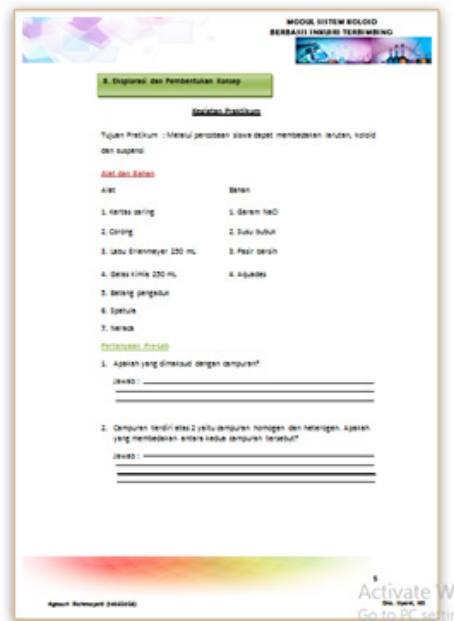 MODUL SISTEM KOLOID
BERBASIS INKUIRI TERBIMBING
B. Eksplorasi dan Pembentukan Konsep
Kegiatan Praktikum
Tujuan Pratikum : Melalui percobaan siswa dapat membedakan larutan, koloid
dan suspensi
Alat dan Bahan
Alat Bahan
1. Kertas saring 1. Garam NaCl
2. Corong 2. Susu bubuk
3. Labu Erlenmeyer 250 mL 3. Pasir bersih
4. Gelas kimia 250 mL 4. Aquades
5. Batang pengaduk
6. Spatula
7. Neraca
Pertanyaan Pre-Lab
1. Apakah yang dimaksud dengan campuran?
Jawab :
2. Campuran terdiri atas 2 yaitu campuran homogen dan heterogen. Apakah
yang membedakan antara kedua campuran tersebut?
Jawab :
5
Activate W
Go to PC settin